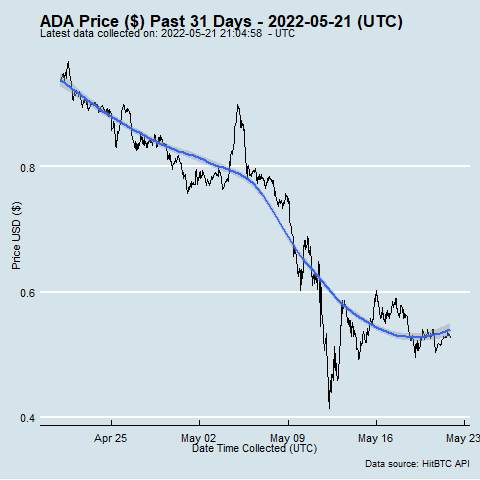 ADA Price ($) Past 31 Days - 2022-05-21 (UTC)
Latest data collected on: 2022-05-21 21:04:58 - UTC
0.8
0.6
0.4
Price USD ($)
Apr 25 May 02 May 09 May 16 May 23
Date Time Collected (UTC)
Data source: HitBTC API